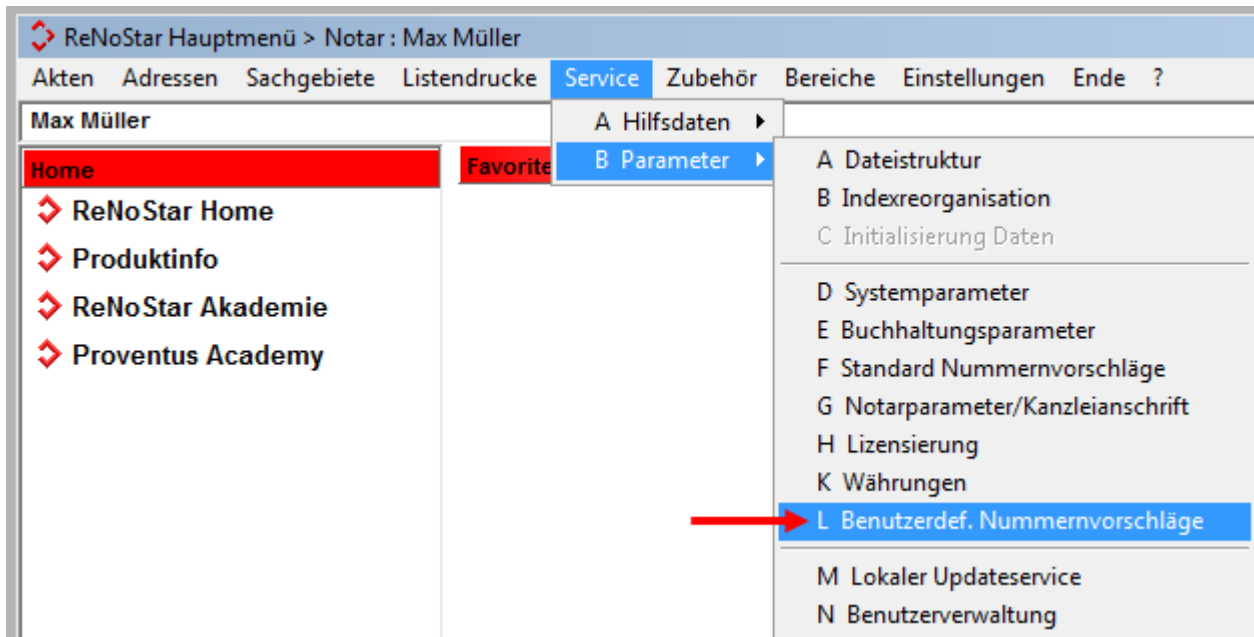 ReNoStar Hauptmenü > Notar : Max Müller
Akten Adressen Sachgebiete Listendrucke Service Zubehör Bereiche Einstellungen Ende ?
Max Müller
A Hilfsdaten
B Parameter
Home
Favorite
ReNoStar Home
Produktinfo
ReNoStar Akademie
Proventus Academy
A Dateistruktur
B Indexreorganisation
C Initialisierung Daten
D Systemparameter
E Buchhaltungsparameter
F Standard Nummernvorschläge
G Notarparameter/Kanzleianschrift
H Lizensierung
K Währungen
L Benutzerdef. Nummernvorschläge
M Lokaler Updateservice
N Benutzerverwaltung